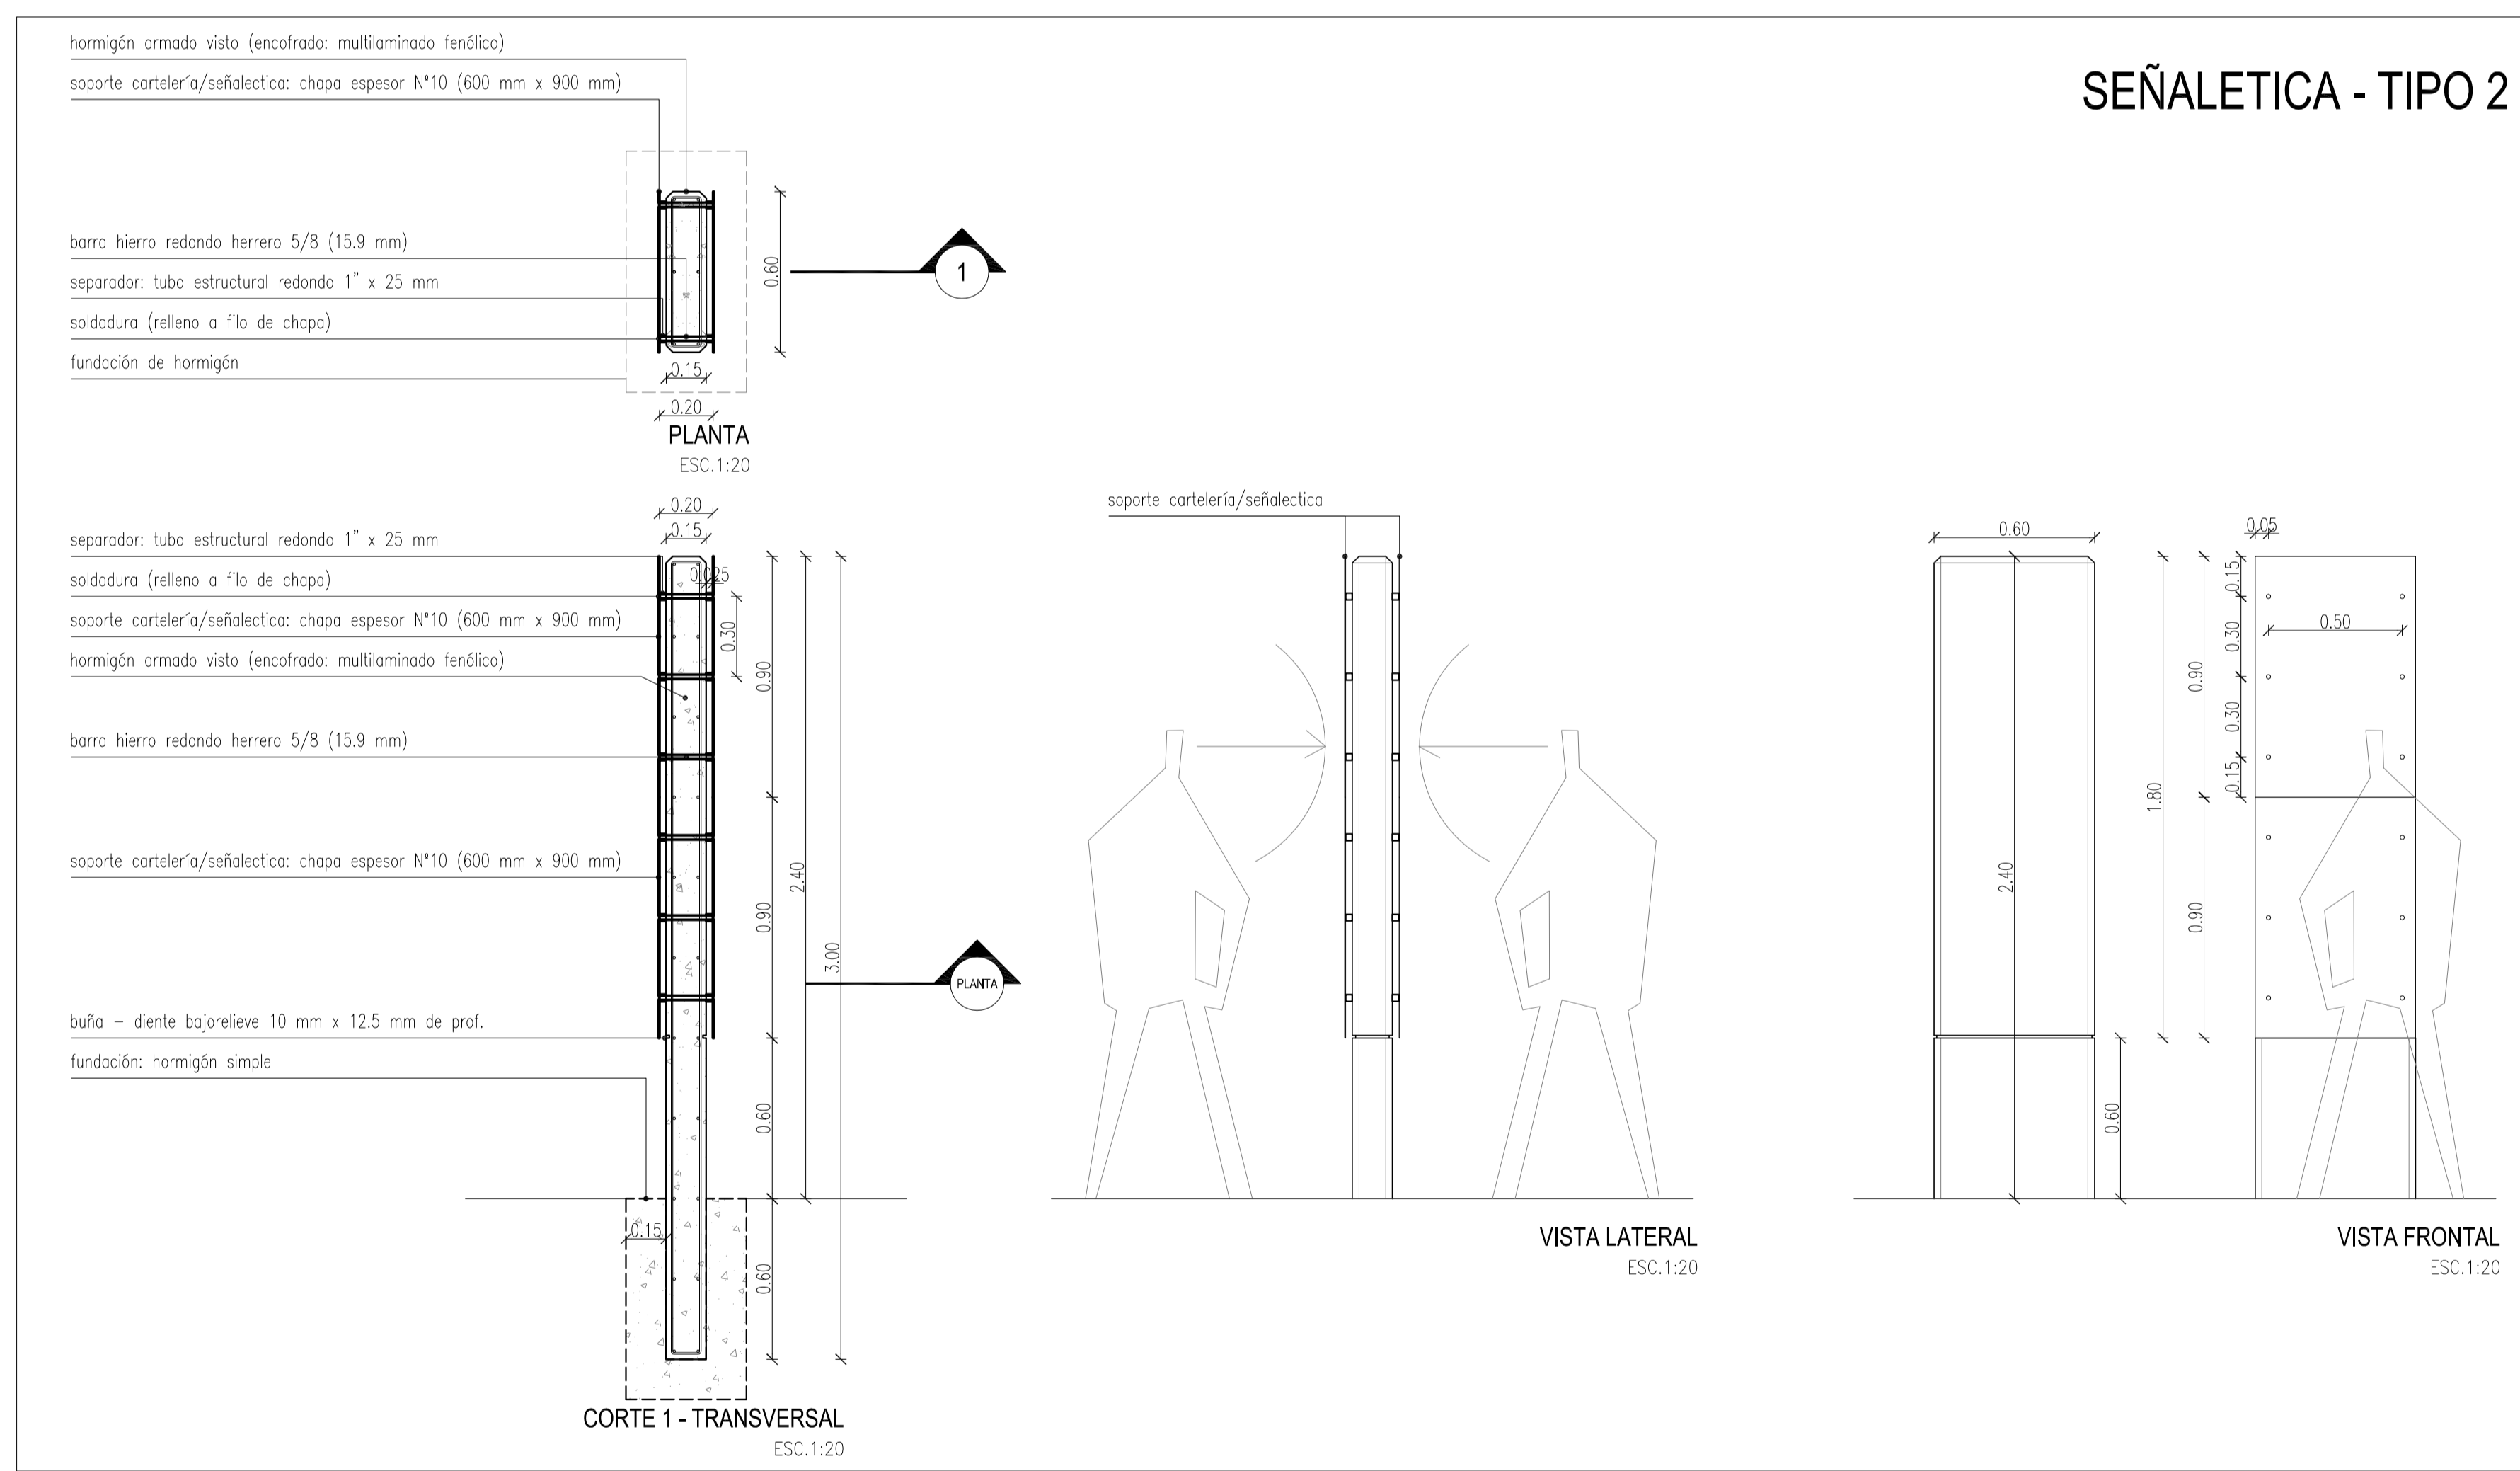 SEÑALETICA - TIPO 2
hormigón armado visto (encofrado: multilaminado fenólico)
soporte cartelería/señalectica: chapa espesor N°10 (600 mm x 900 mm)
barra hierro redondo herrero 5/8 (15.9 mm)
separador: tubo estructural redondo 1" x 25 mm
soldadura (relleno a filo de chapa)
fundación de hormigón
0.60
1
0.15
0.20
PLANTA
ESC.1:20
separador: tubo estructural redondo 1" x 25 mm
soldadura (relleno a filo de chapa)
soporte cartelería/señalectica: chapa espesor N°10 (600 mm x 900 mm)
hormigón armado visto (encofrado: multilaminado fenólico)
barra hierro redondo herrero 5/8 (15.9 mm)
soporte cartelería/señalectica: chapa espesor N°10 (600 mm x 900 mm)
buña - diente bajorelieve 10 mm x 12.5 mm de prof.
fundación: hormigón simple
0.20
0.15
0.025
0.30
0.90
0.90
0.60
0.60
2.40
3.00
0.15
PLANTA
CORTE 1 - TRANSVERSAL
ESC.1:20
soporte cartelería/señalectica
VISTA LATERAL
ESC.1:20
0.60
2.40
1.80
0.60
0.90
0.90
0.05
0.15
0.30
0.30
0.15
0.50
VISTA FRONTAL
ESC.1:20